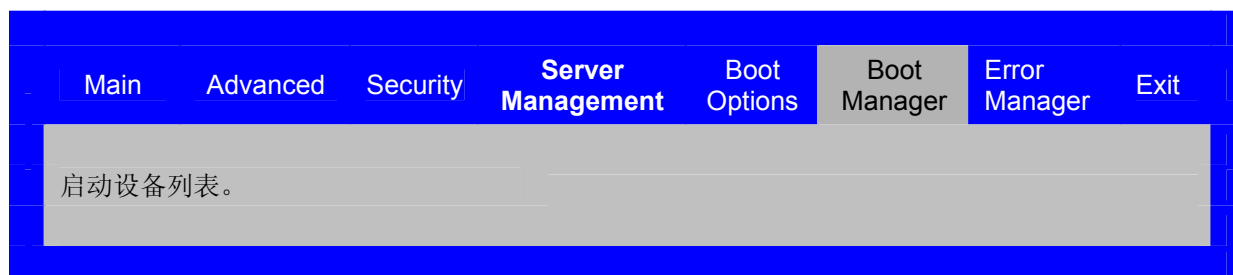 Main Advanced Security Server Management Boot Options Boot Manager Error Manager Exit
启动设备列表。